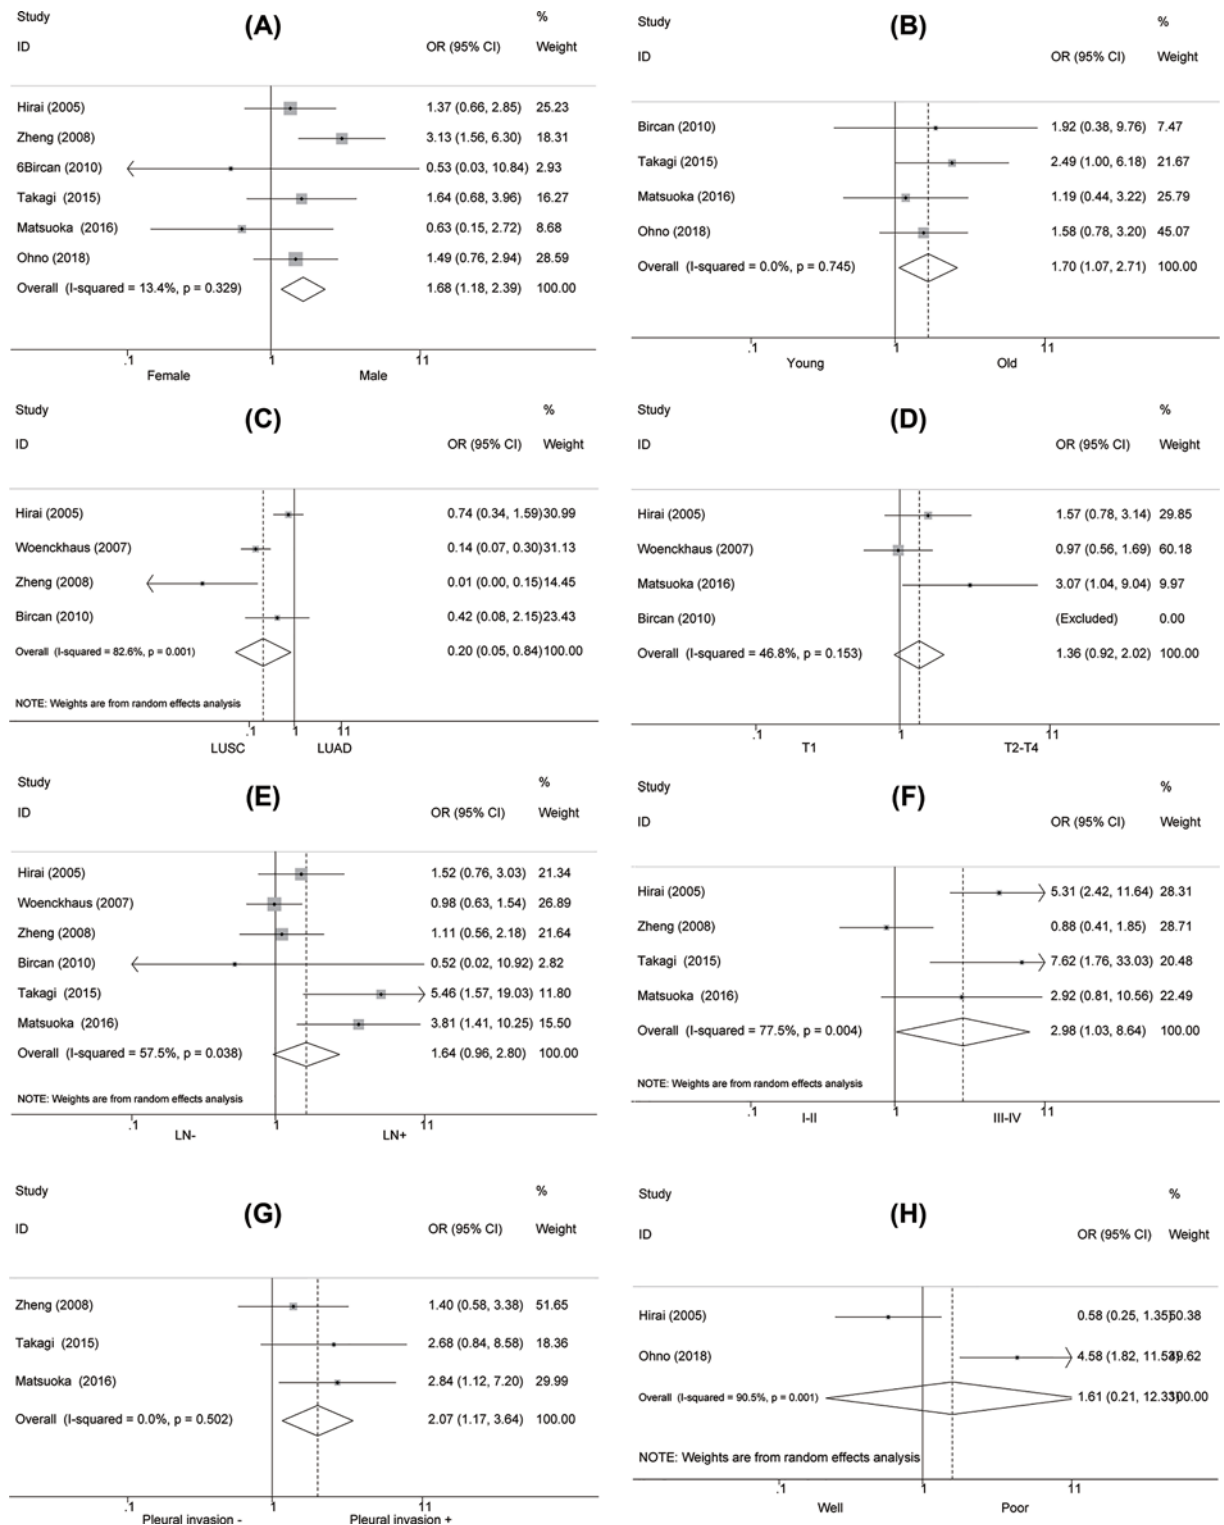 Study (A) %
ID OR (95% CI) Weight
Hirai (2005) 1.37 (0.66, 2.85) 25.23
Zheng (2008) 3.13 (1.56, 6.30) 18.31
6Bircan (2010) 0.53 (0.03, 10.84) 2.93
Takagi (2015) 1.64 (0.68, 3.96) 16.27
Matsuoka (2016) 0.63 (0.15, 2.72) 8.68
Ohno (2018) 1.49 (0.76, 2.94) 28.59
Overall (I-squared = 13.4%, p = 0.329) 1.68 (1.18, 2.39) 100.00
.1 1 11
Female Male
Study (B) %
ID OR (95% CI) Weight
Bircan (2010) 1.92 (0.38, 9.76) 7.47
Takagi (2015) 2.49 (1.00, 6.18) 21.67
Matsuoka (2016) 1.19 (0.44, 3.22) 25.79
Ohno (2018) 1.58 (0.78, 3.20) 45.07
Overall (I-squared = 0.0%, p = 0.745) 1.70 (1.07, 2.71) 100.00
.1 1 11
Young Old
Study (C) %
ID OR (95% CI) Weight
Hirai (2005) 0.74 (0.34, 1.59) 30.99
Woenckhaus (2007) 0.14 (0.07, 0.30) 31.13
Zheng (2008) 0.01 (0.00, 0.15) 14.45
Bircan (2010) 0.42 (0.08, 2.15) 23.43
Overall (I-squared = 82.6%, p = 0.001) 0.20 (0.05, 0.84) 100.00
NOTE: Weights are from random effects analysis
.1 1 11
LUSC LUAD
Study (D) %
ID OR (95% CI) Weight
Hirai (2005) 1.57 (0.78, 3.14) 29.85
Woenckhaus (2007) 0.97 (0.56, 1.69) 60.18
Matsuoka (2016) 3.07 (1.04, 9.04) 9.97
Bircan (2010) (Excluded) 0.00
Overall (I-squared = 46.8%, p = 0.153) 1.36 (0.92, 2.02) 100.00
.1 1 11
T1 T2-T4
Study (E) %
ID OR (95% CI) Weight
Hirai (2005) 1.52 (0.76, 3.03) 21.34
Woenckhaus (2007) 0.98 (0.63, 1.54) 26.89
Zheng (2008) 1.11 (0.56, 2.18) 21.64
Bircan (2010) 0.52 (0.02, 10.92) 2.82
Takagi (2015) 5.46 (1.57, 19.03) 11.80
Matsuoka (2016) 3.81 (1.41, 10.25) 15.50
Overall (I-squared = 57.5%, p = 0.038) 1.64 (0.96, 2.80) 100.00
NOTE: Weights are from random effects analysis
.1 1 11
LN- LN+
Study (F) %
ID OR (95% CI) Weight
Hirai (2005) 5.31 (2.42, 11.64) 28.31
Zheng (2008) 0.88 (0.41, 1.85) 28.71
Takagi (2015) 7.62 (1.76, 33.03) 20.48
Matsuoka (2016) 2.92 (0.81, 10.56) 22.49
Overall (I-squared = 77.5%, p = 0.004) 2.98 (1.03, 8.64) 100.00
NOTE: Weights are from random effects analysis
.1 1 11
I-II III-IV
Study (G) %
ID OR (95% CI) Weight
Zheng (2008) 1.40 (0.58, 3.38) 51.65
Takagi (2015) 2.68 (0.84, 8.58) 18.36
Matsuoka (2016) 2.84 (1.12, 7.20) 29.99
Overall (I-squared = 0.0%, p = 0.502) 2.07 (1.17, 3.64) 100.00
.1 1 11
Pleural invasion - Pleural invasion +
Study (H) %
ID OR (95% CI) Weight
Hirai (2005) 0.58 (0.25, 1.35) 50.38
Ohno (2018) 4.58 (1.82, 11.53) 49.62
Overall (I-squared = 90.5%, p = 0.001) 1.61 (0.21, 12.33) 100.00
NOTE: Weights are from random effects analysis
.1 1 11
Well Poor